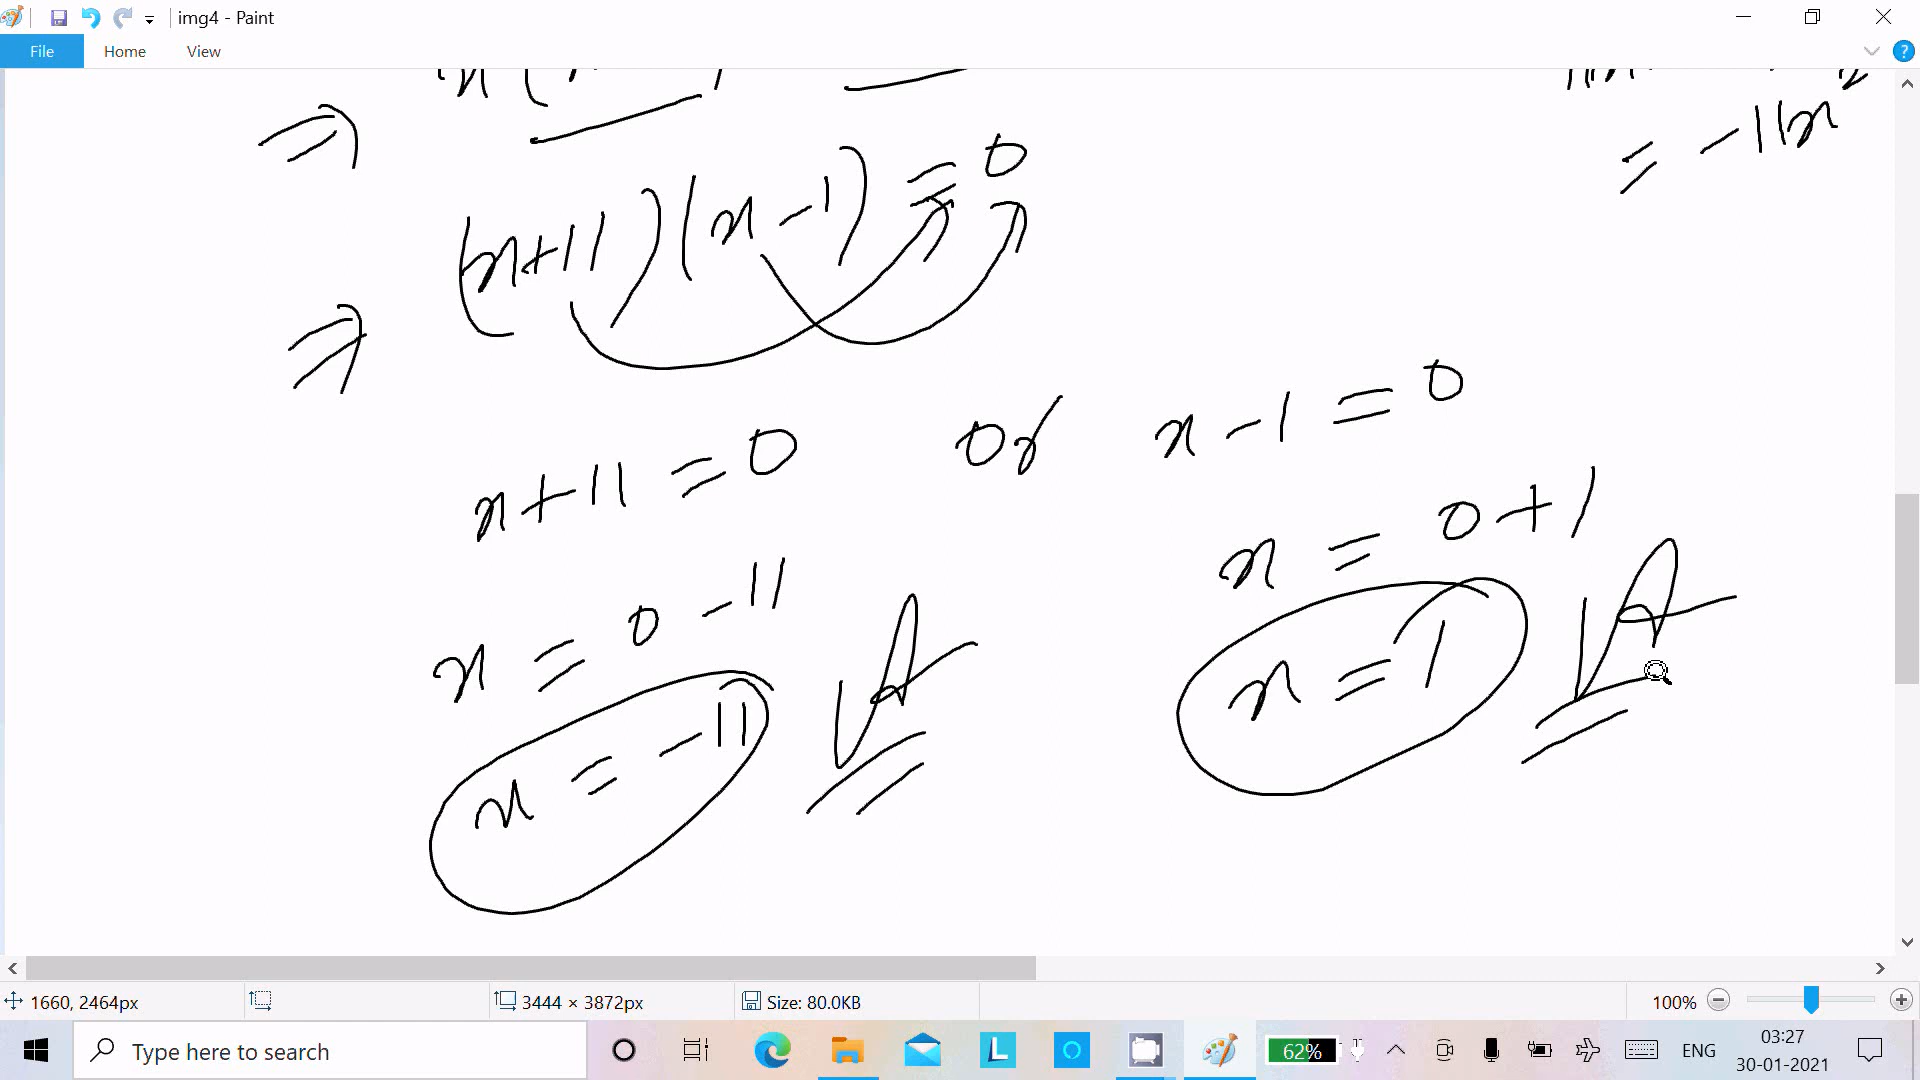 img4 - Paint
File Home View
= -11x²
(x+11)(x-1) = 0
x+11 = 0 or x-1 = 0
x = 0-11
x = 0+1
x = -11
x = 1
1660, 2464px
3444 × 3872px
Size: 80.0KB
100%
Type here to search
62%
ENG
03:27
30-01-2021